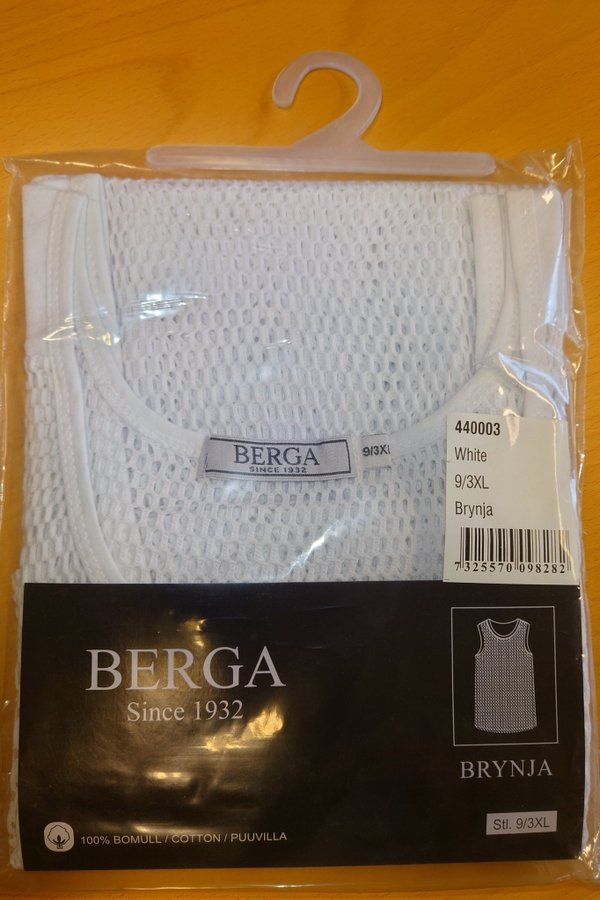 BERGA
SINCE 1932
9/3XL
440003
White
9/3XL
Brynja
7 325570 098282
BERGA
Since 1932
BRYNJA
Stl. 9/3XL
100% BOMULL / COTTON / PUUVILLA